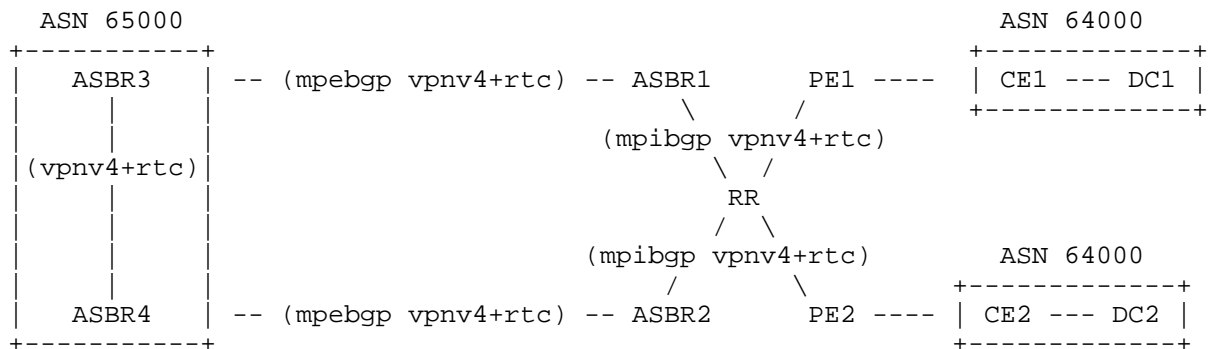 ASN 65000 ASN 64000
ASBR3 -- (mpebgp vpnv4+rtc) -- ASBR1 PE1 ---- CE1 --- DC1
(mpibgp vpnv4+rtc)
(vpnv4+rtc)
RR
(mpibgp vpnv4+rtc) ASN 64000
ASBR4 -- (mpebgp vpnv4+rtc) -- ASBR2 PE2 ---- CE2 --- DC2